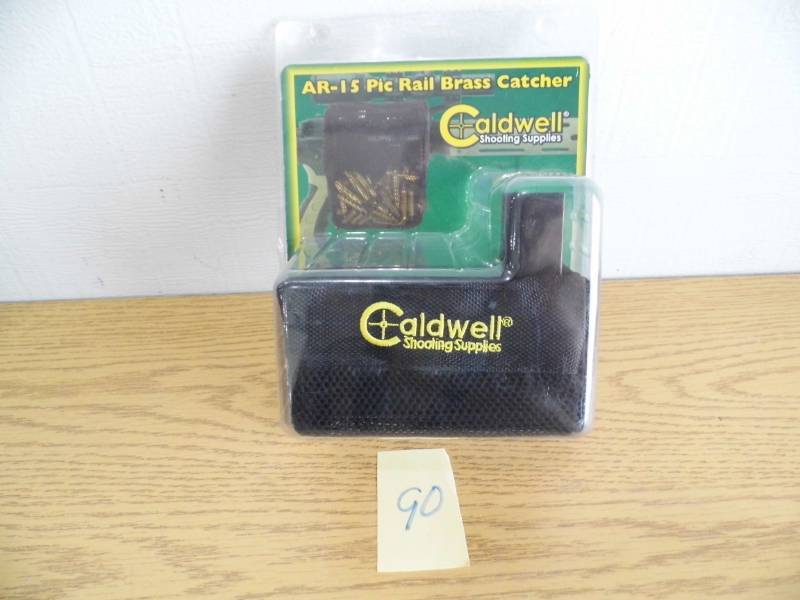 AR-15 Pic Rail Brass Catcher
Caldwell®
Shooting Supplies®
Caldwell®
Shooting Supplies
90